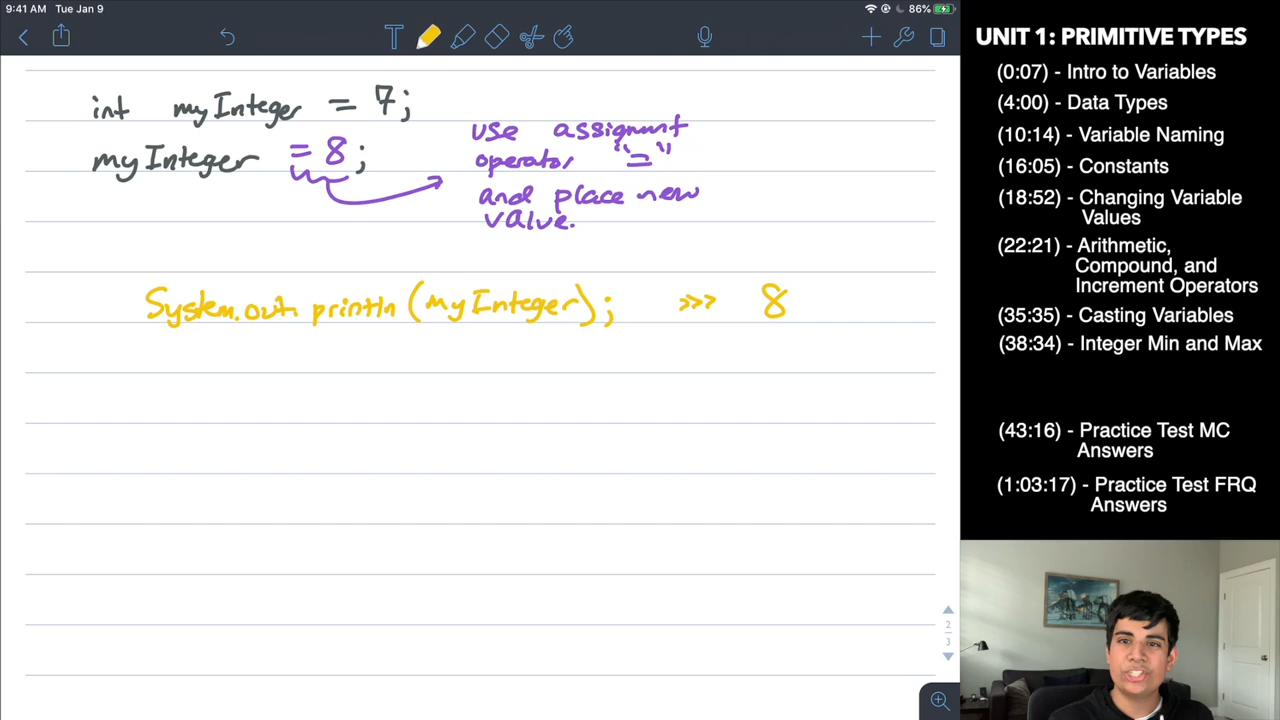 9:41 AM Tue Jan 9
86%
int myInteger = 7;
myInteger = 8;
use assignment
operator "="
and place new
value.
System.out.println(myInteger); >>> 8
2
3
UNIT 1: PRIMITIVE TYPES
(0:07) - Intro to Variables
(4:00) - Data Types
(10:14) - Variable Naming
(16:05) - Constants
(18:52) - Changing Variable
Values
(22:21) - Arithmetic,
Compound, and
Increment Operators
(35:35) - Casting Variables
(38:34) - Integer Min and Max
(43:16) - Practice Test MC
Answers
(1:03:17) - Practice Test FRQ
Answers